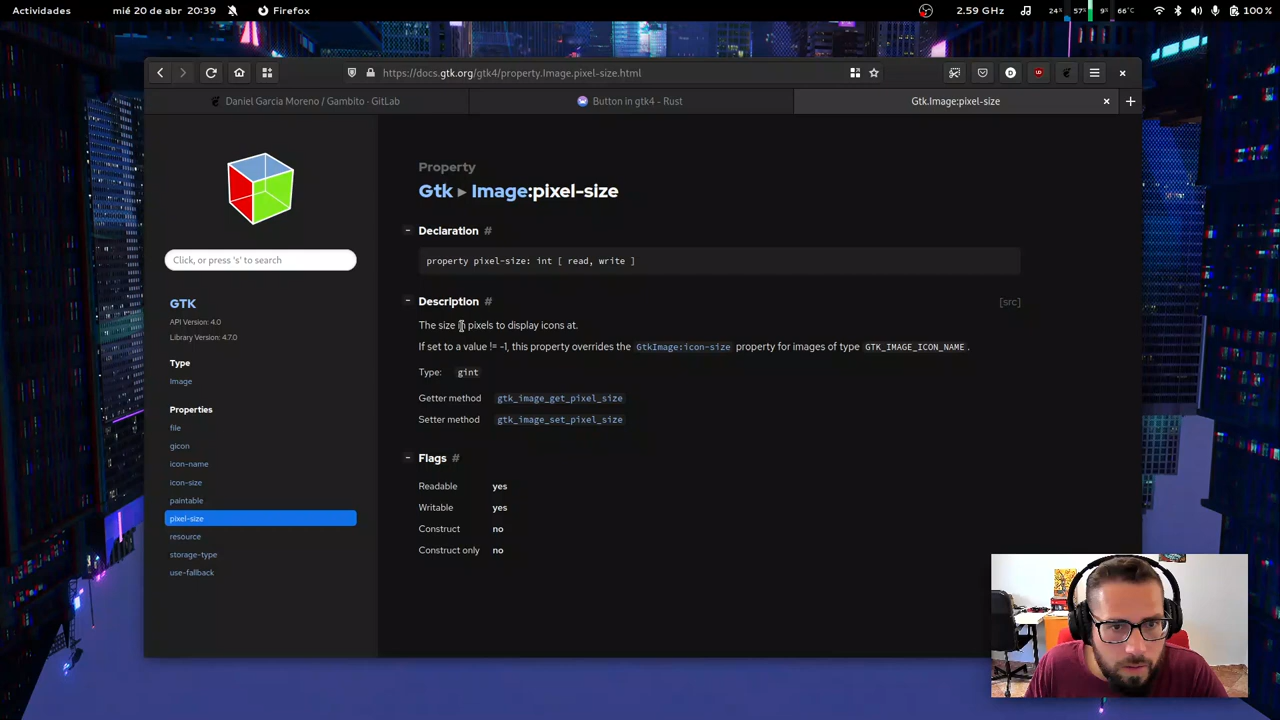 Actividades
mié 20 de abr 20:39
Firefox
2.59 GHz
24%
57%
9%
66°C
100 %
https://docs.gtk.org/gtk4/property.Image.pixel-size.html
Daniel Garcia Moreno / Gambito · GitLab
Button in gtk4 - Rust
Gtk.Image:pixel-size
Click, or press 's' to search
GTK
API Version: 4.0
Library Version: 4.7.0
Type
Image
Properties
file
gicon
icon-name
icon-size
paintable
pixel-size
resource
storage-type
use-fallback
Property
Gtk ▸ Image:pixel-size
− Declaration #
property pixel-size: int [ read, write ]
− Description #
[src]
The size in pixels to display icons at.
If set to a value != -1, this property overrides the GtkImage:icon-size property for images of type GTK_IMAGE_ICON_NAME.
Type: gint
Getter method gtk_image_get_pixel_size
Setter method gtk_image_set_pixel_size
− Flags #
Readable yes
Writable yes
Construct no
Construct only no